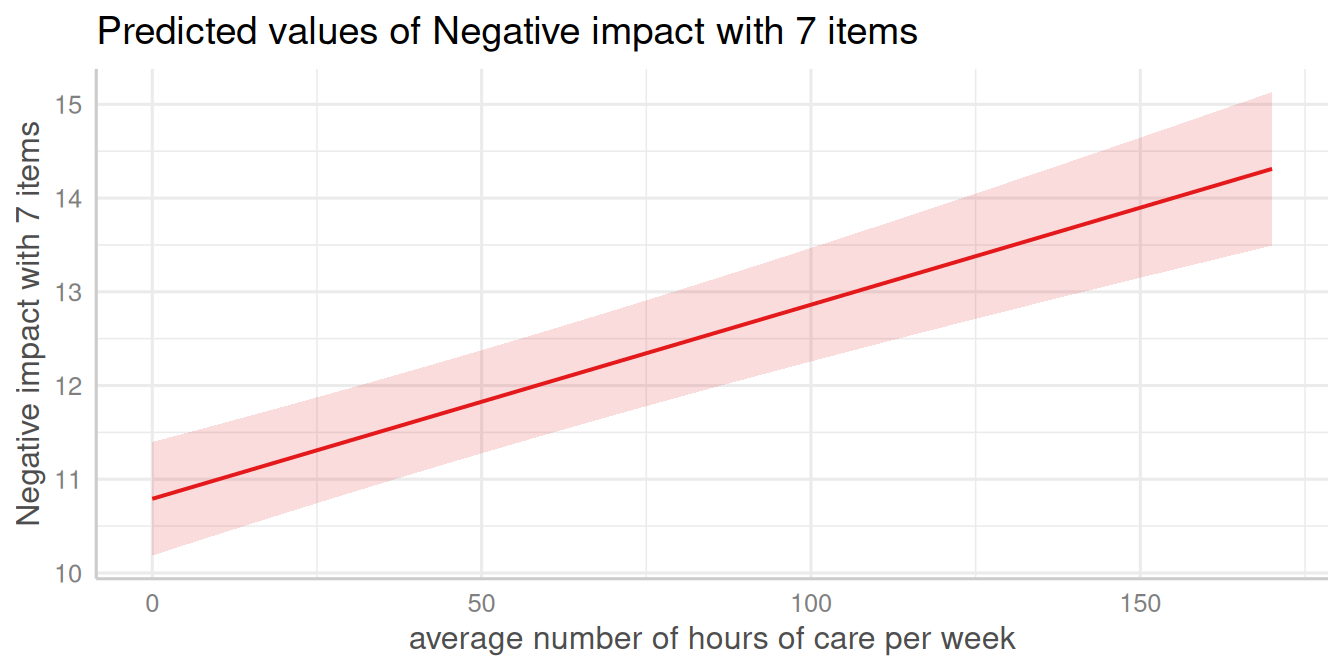 Predicted values of Negative impact with 7 items
Negative impact with 7 items
15
14
13
12
11
10
0 50 100 150
average number of hours of care per week